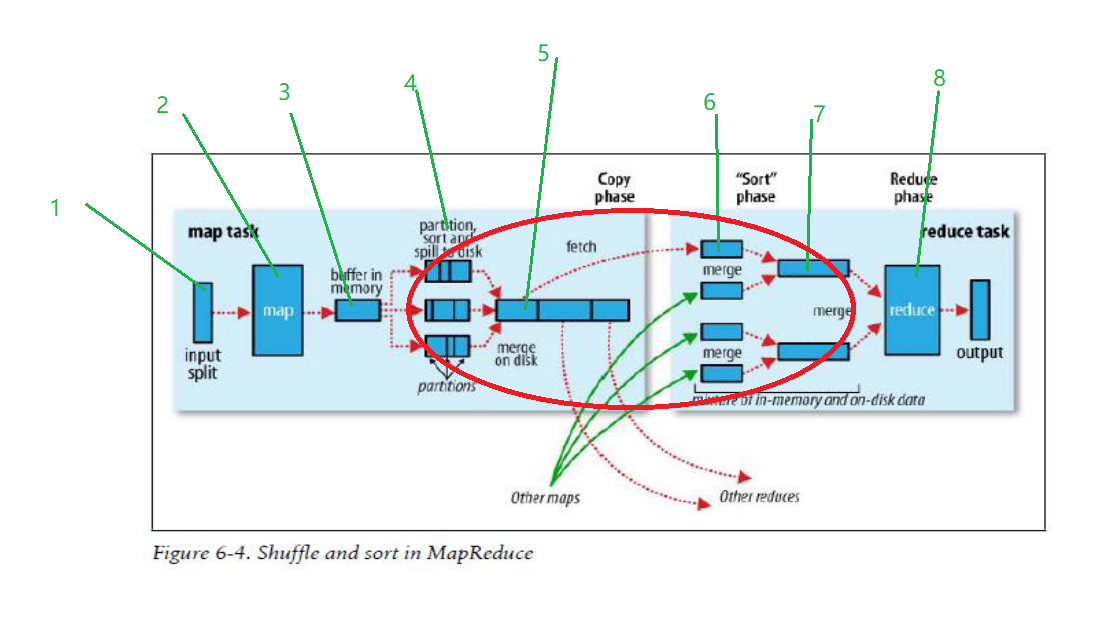 5
8
4
6
2
3
7
1
Copy
phase
“Sort”
phase
Reduce
phase
map task
partition,
sort and
spill to disk
fetch
reduce task
buffer in
memory
merge
map
merge
reduce
input
split
merge
on disk
merge
output
partitions
mixture of in-memory and on-disk data
Other maps
Other reduces
Figure 6-4. Shuffle and sort in MapReduce